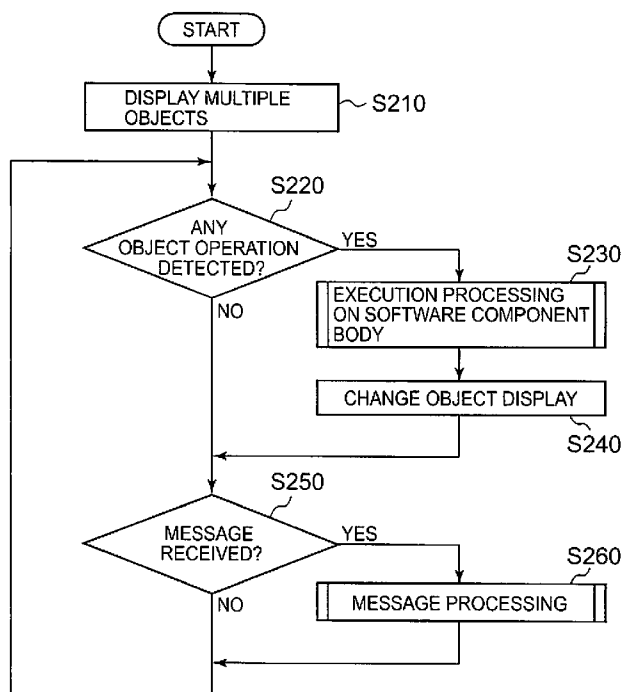 START
DISPLAY MULTIPLE
OBJECTS
S210
S220
ANY
OBJECT OPERATION
DETECTED?
YES
NO
S230
EXECUTION PROCESSING
ON SOFTWARE COMPONENT
BODY
CHANGE OBJECT DISPLAY
S240
S250
MESSAGE
RECEIVED?
YES
NO
S260
MESSAGE PROCESSING